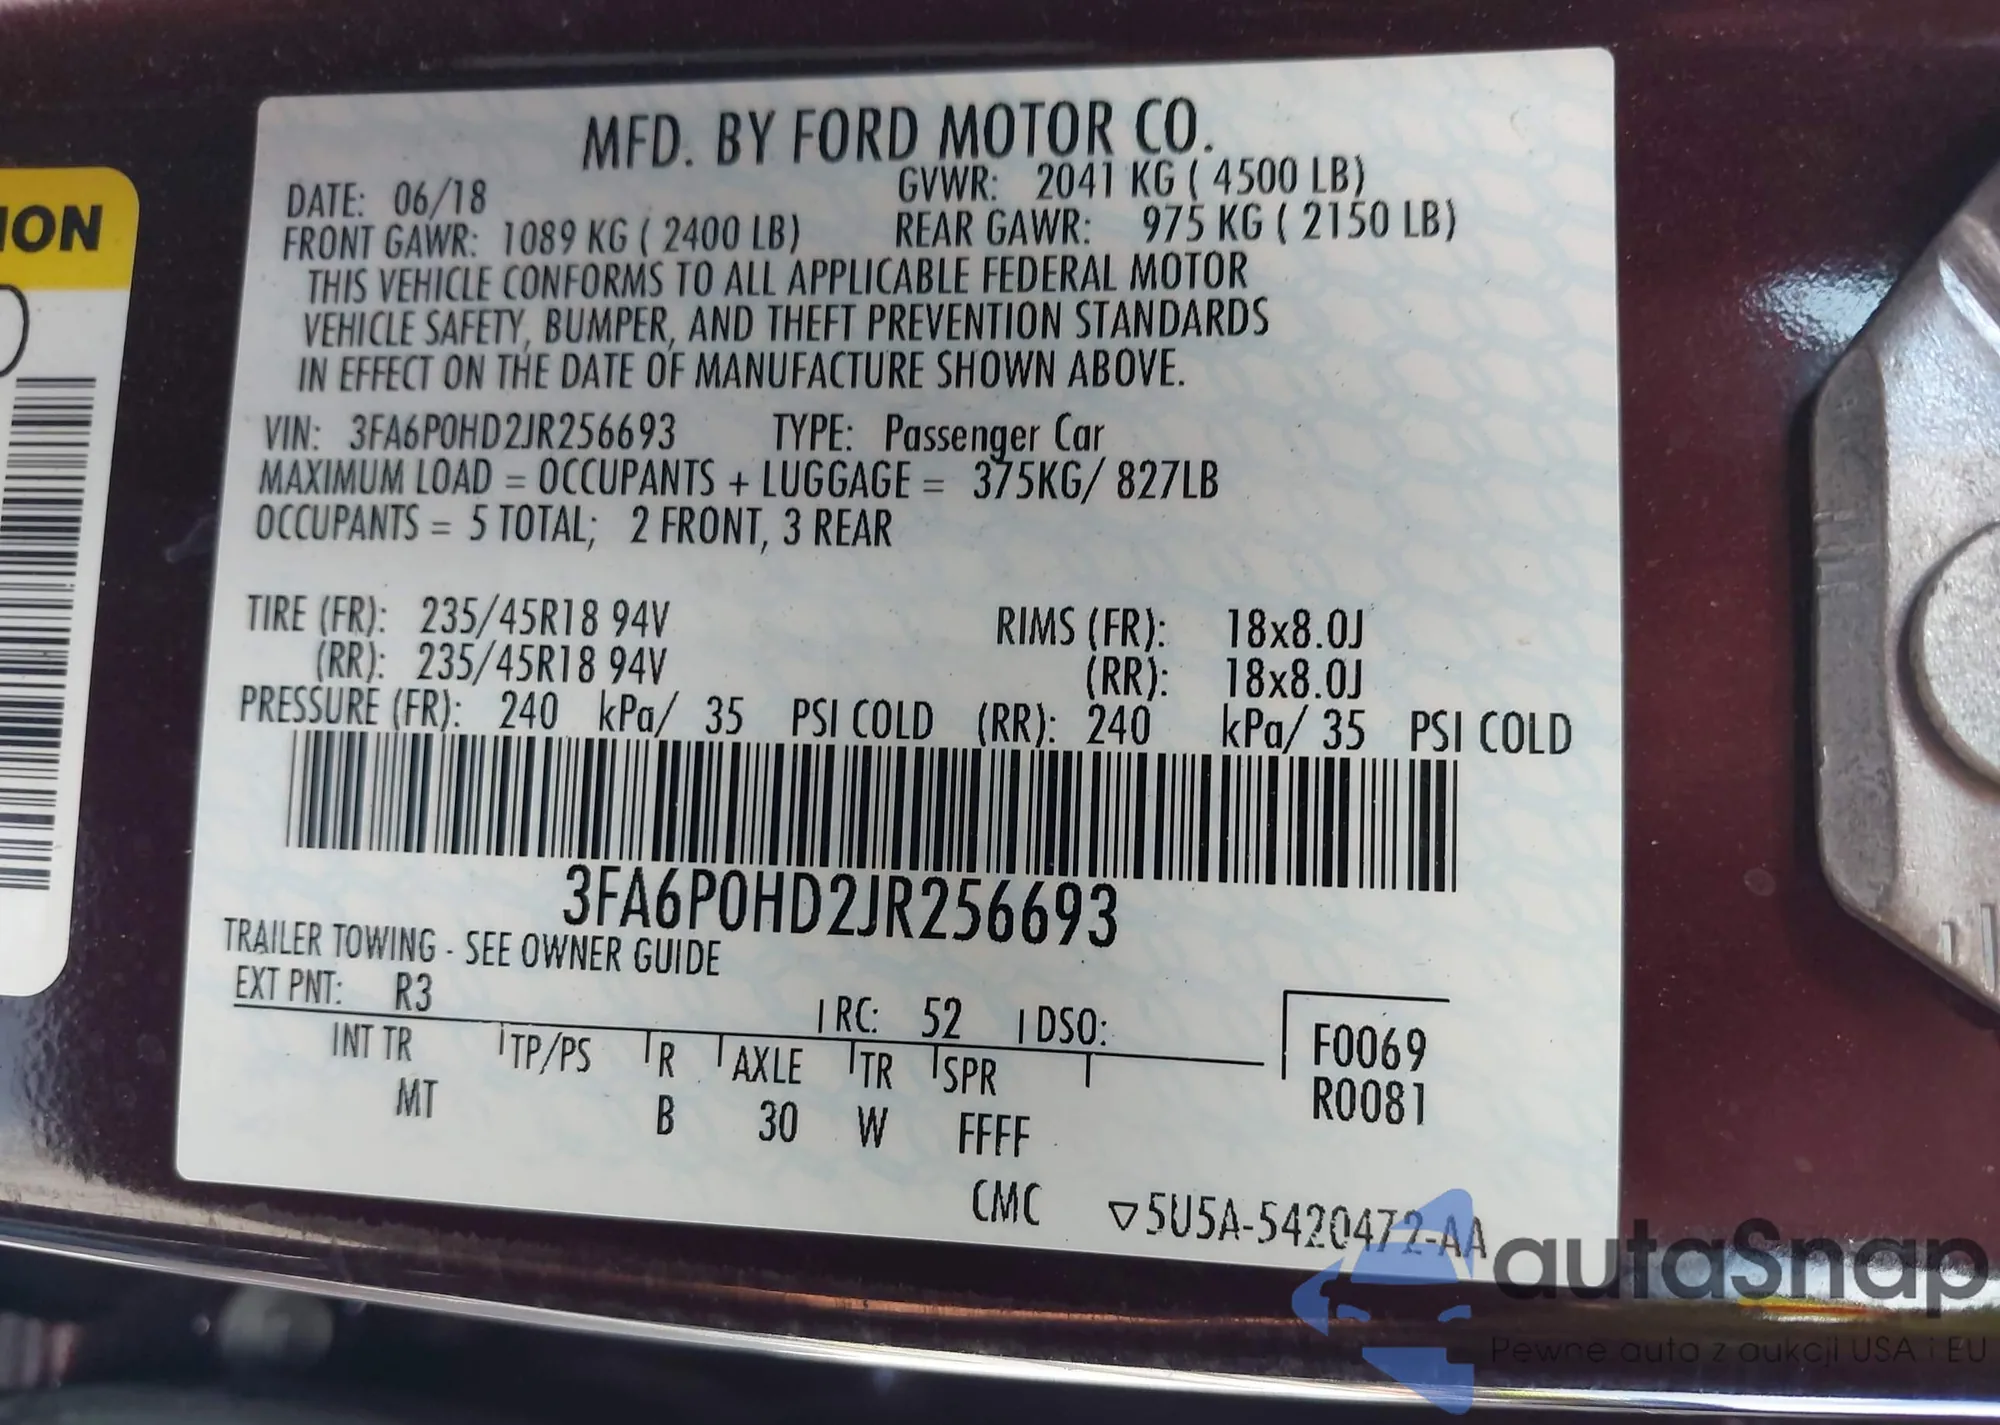 ION
MFD. BY FORD MOTOR CO.
DATE: 06/18 GVWR: 2041 KG ( 4500 LB)
FRONT GAWR: 1089 KG ( 2400 LB) REAR GAWR: 975 KG ( 2150 LB)
THIS VEHICLE CONFORMS TO ALL APPLICABLE FEDERAL MOTOR
VEHICLE SAFETY, BUMPER, AND THEFT PREVENTION STANDARDS
IN EFFECT ON THE DATE OF MANUFACTURE SHOWN ABOVE.
VIN: 3FA6P0HD2JR256693 TYPE: Passenger Car
MAXIMUM LOAD = OCCUPANTS + LUGGAGE = 375KG/ 827LB
OCCUPANTS = 5 TOTAL; 2 FRONT, 3 REAR
TIRE (FR): 235/45R18 94V RIMS (FR): 18x8.0J
(RR): 235/45R18 94V (RR): 18x8.0J
PRESSURE (FR): 240 kPa/ 35 PSI COLD (RR): 240 kPa/ 35 PSI COLD
3FA6P0HD2JR256693
TRAILER TOWING - SEE OWNER GUIDE
EXT PNT: R3 RC: 52 DSO: F0069
INT TR TP/PS R AXLE TR SPR R0081
MT B 30 W FFFF
CMC ▽5U5A-5420472-AA
autaSnap
Pewne auto z aukcji USA i EU